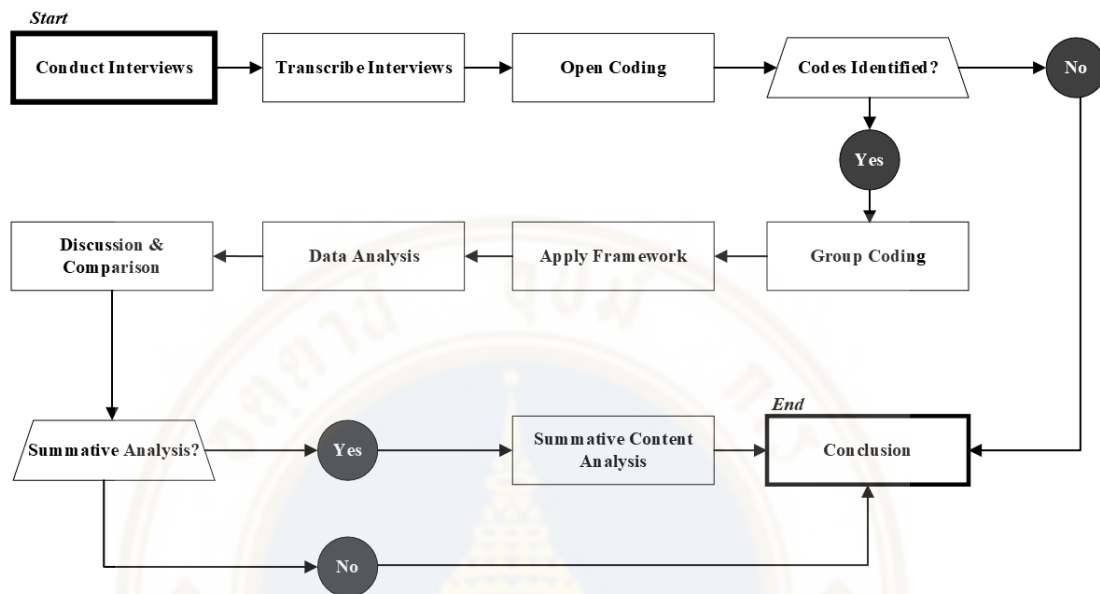 Start
Conduct Interviews
Transcribe Interviews
Open Coding
Codes Identified?
No
Yes
Discussion &
Comparison
Data Analysis
Apply Framework
Group Coding
End
Summative Analysis?
Yes
Summative Content
Analysis
Conclusion
No